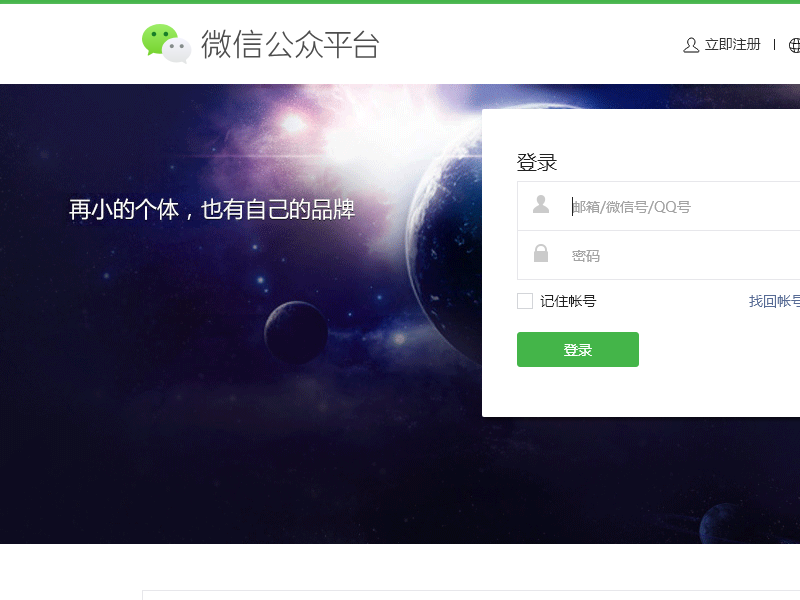 微信公众平台
立即注册
再小的个体，也有自己的品牌
登录
邮箱/微信号/QQ号
密码
记住帐号
找回帐号
登录